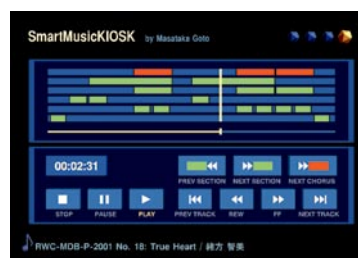 SmartMusicKIOSK by Masataka Goto
00:02:31
PREV SECTION NEXT SECTION NEXT CHORUS
STOP PAUSE PLAY PREV TRACK REW FF NEXT TRACK
RWC-MDB-P-2001 No. 18: True Heart / 緒方 智美